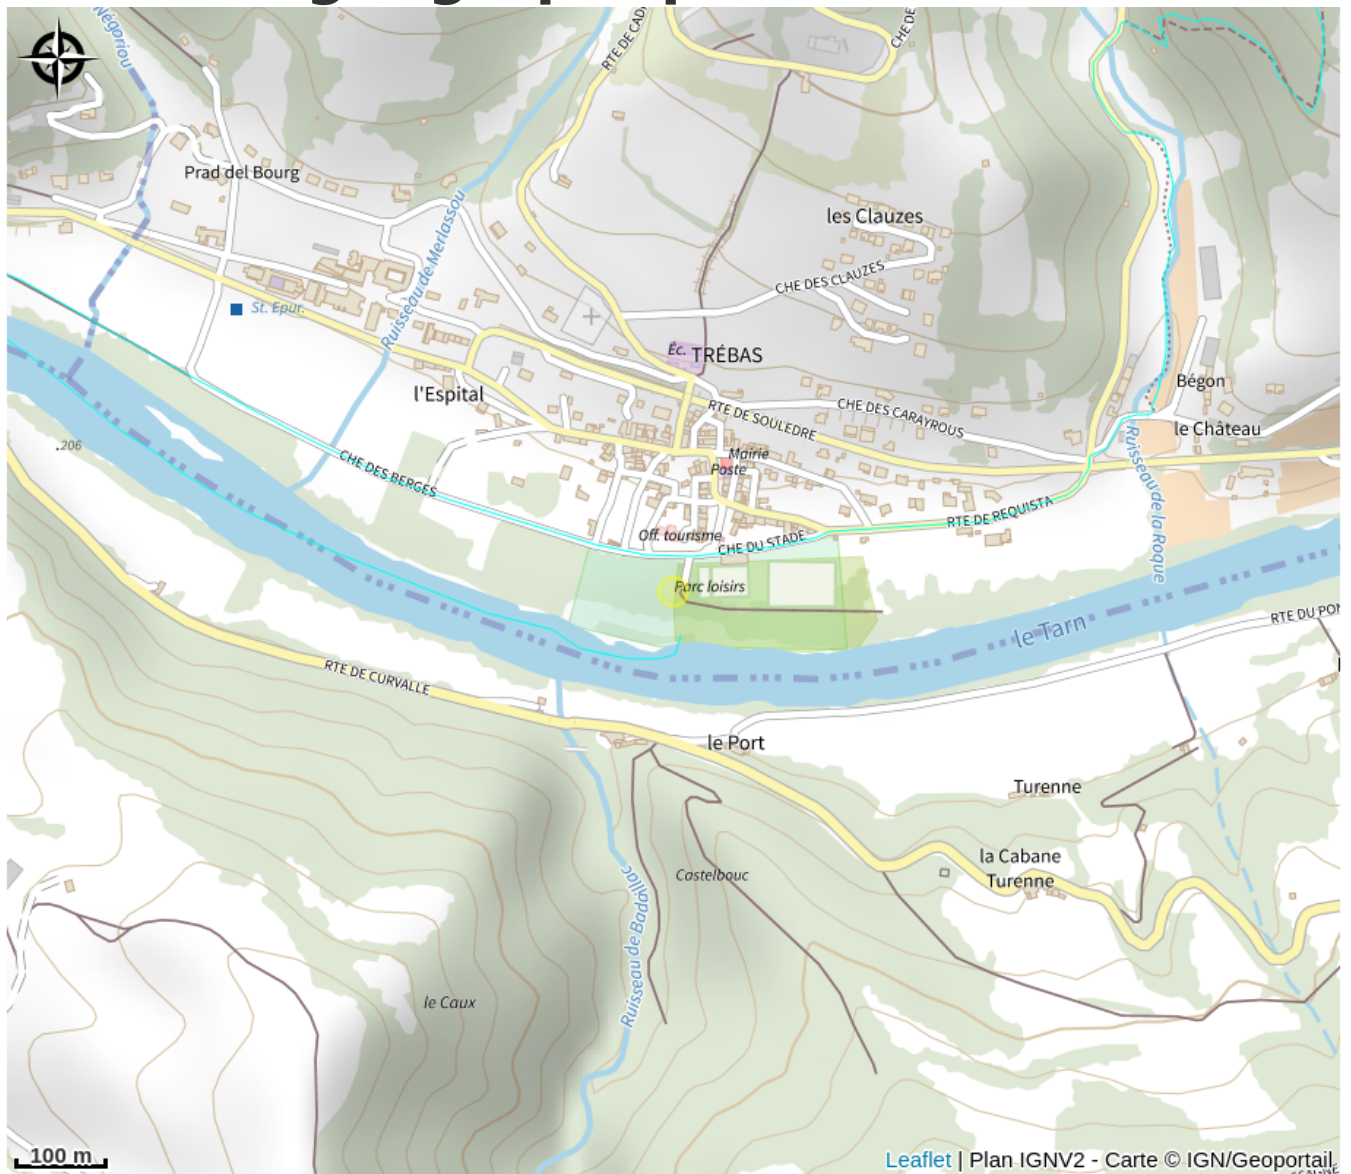 Négoriou
RTE DE CAD
CHE DE
Prad del Bourg
Ruisseau de Merlassou
les Clauzes
CHE DES CLAUZES
St. Epur.
Éc.
TRÉBAS
l'Espital
RTE DE SOULEDRE
CHE DES CARAYROUS
Bégon
le Château
.206
CHE DES BERGES
Mairie
Poste
Ruisseau de la Roque
RTE DE REQUISTA
Off. tourisme
CHE DU STADE
Parc loisirs
le Tarn
RTE DU PON
RTE DE CURVALLE
le Port
Turenne
la Cabane
Turenne
Castelbouc
Ruisseau de Badaillac
le Caux
100 m
Leaflet | Plan IGNV2 - Carte © IGN/Geoportail